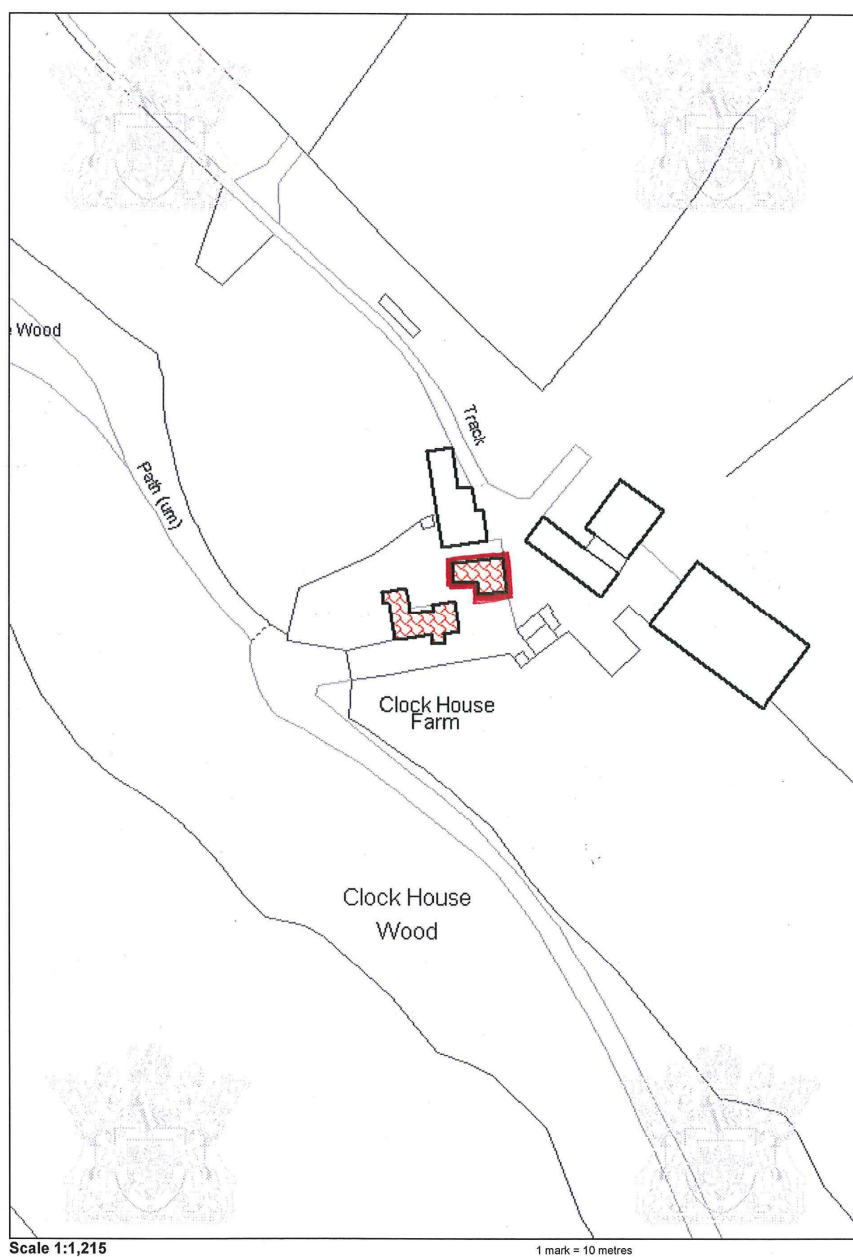 e Wood
Track
Path (um)
Clock House
Farm
Clock House
Wood
Scale 1:1,215
1 mark = 10 metres